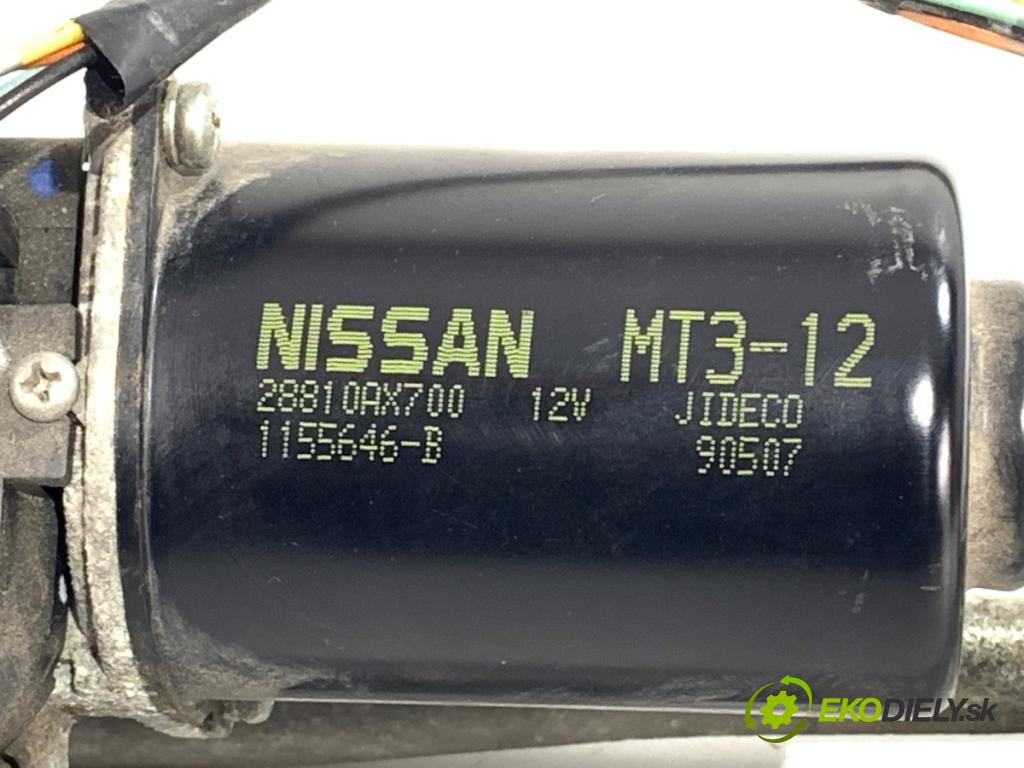 NISSAN MT3-12
28810AX700 12V JIDECO
1155646-B 90507
EKODIELY.sk